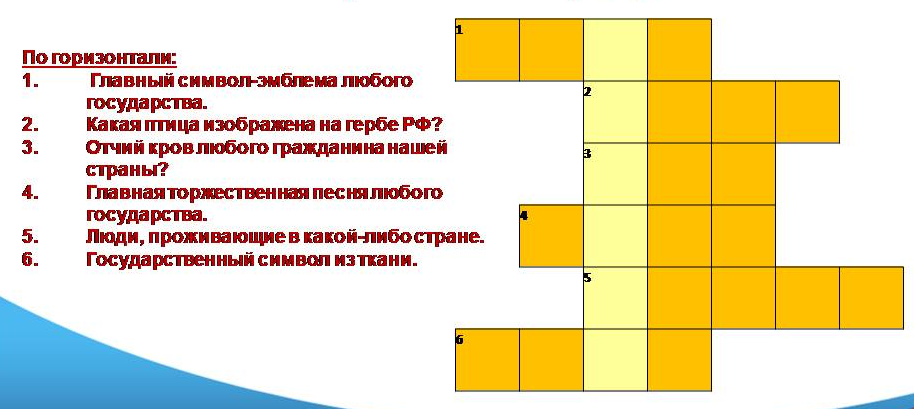 По горизонтали:
1. Главный символ-эмблема любого
государства.
2. Какая птица изображена на гербе РФ?
3. Отчий кров любого гражданина нашей
страны?
4. Главная торжественная песня любого
государства.
5. Люди, проживающие в какой-либо стране.
6. Государственный символ из ткани.
1
2
3
4
5
6